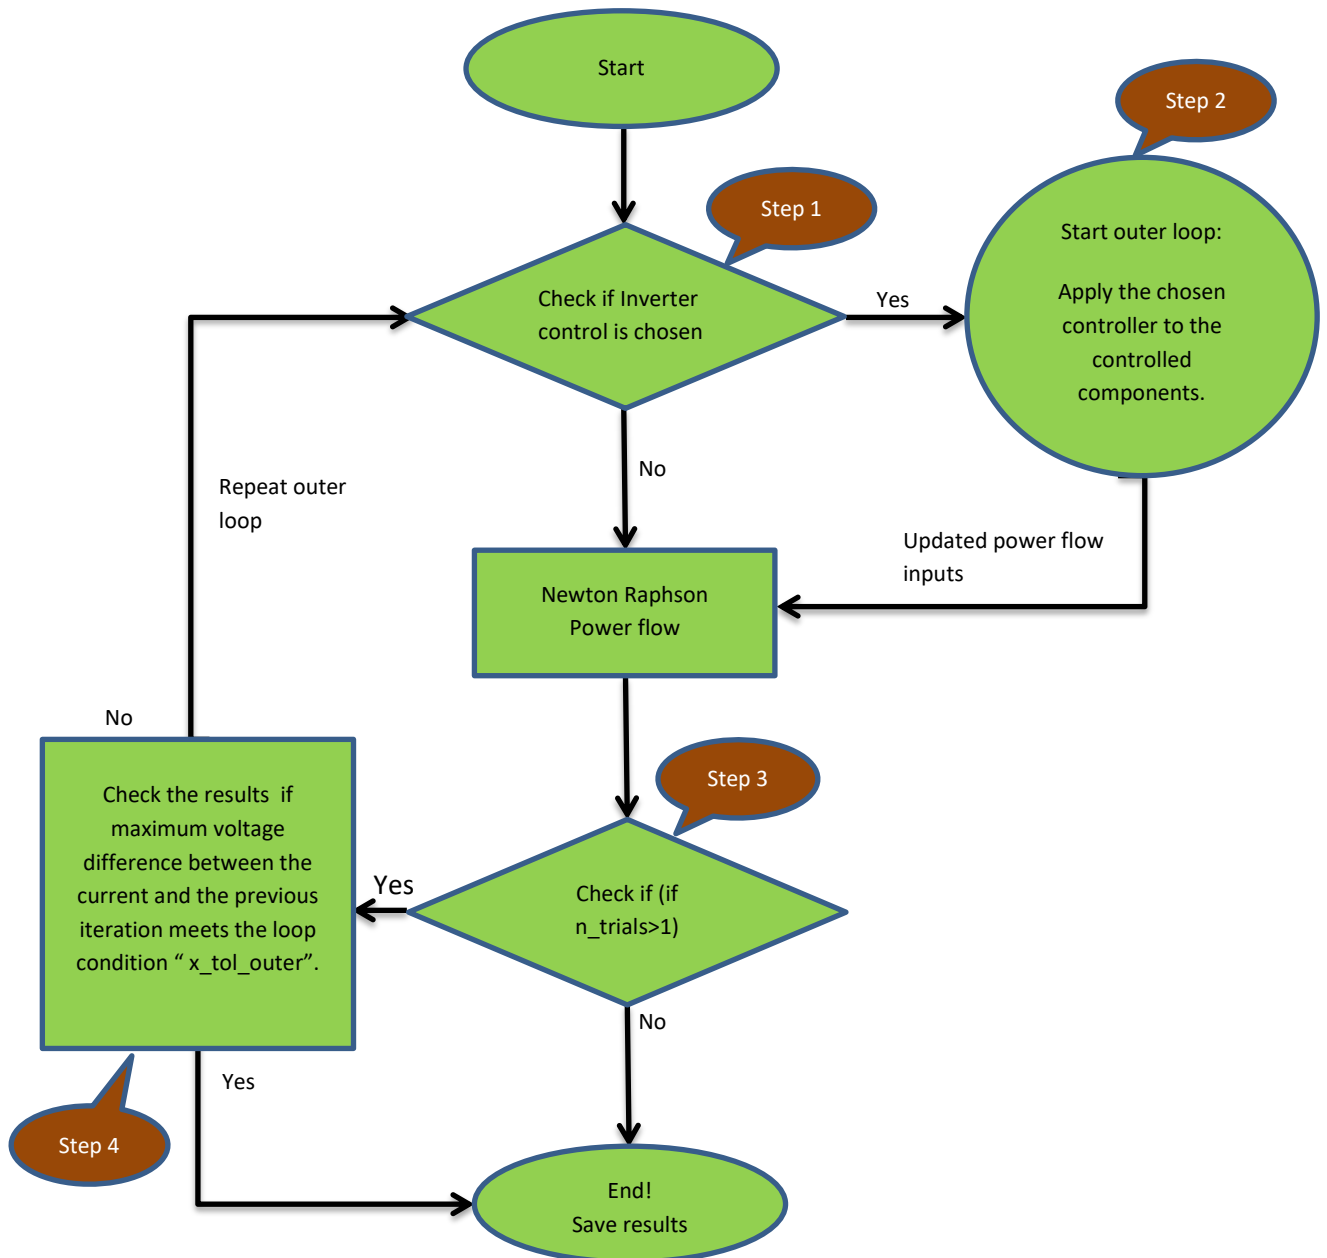 Start
Step 1
Check if Inverter
control is chosen
Yes
Step 2
Start outer loop:
Apply the chosen
controller to the
controlled
components.
No
Updated power flow
inputs
Newton Raphson
Power flow
Step 3
Check if (if
n_trials>1)
Yes
No
Check the results  if
maximum voltage
difference between the
current and the previous
iteration meets the loop
condition “ x_tol_outer”.
No
Repeat outer
loop
Yes
Step 4
End!
Save results